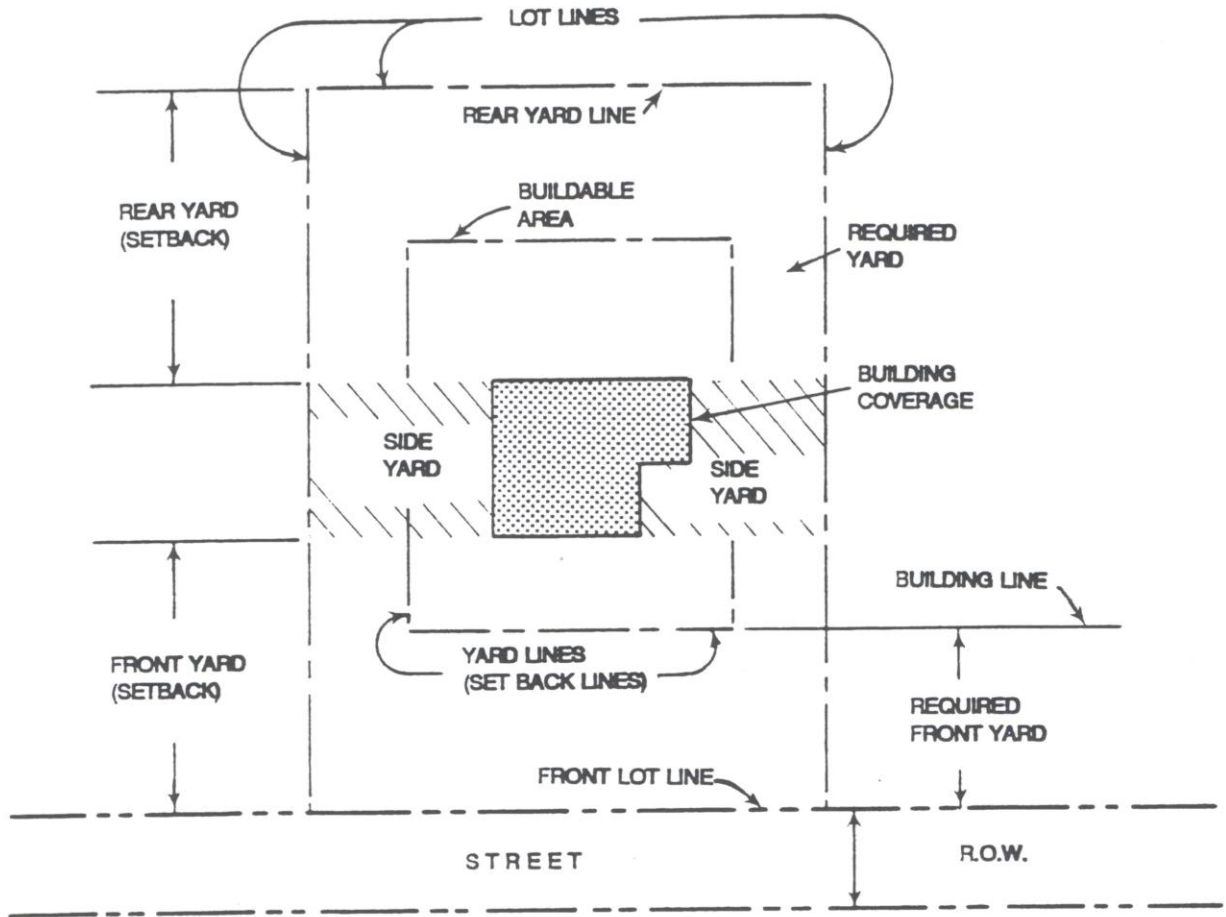 LOT LINES
REAR YARD LINE
BUILDABLE
AREA
REAR YARD
(SETBACK)
REQUIRED
YARD
BUILDING
COVERAGE
SIDE
YARD
SIDE
YARD
BUILDING LINE
YARD LINES
(SET BACK LINES)
FRONT YARD
(SETBACK)
REQUIRED
FRONT YARD
FRONT LOT LINE
STREET
R.O.W.